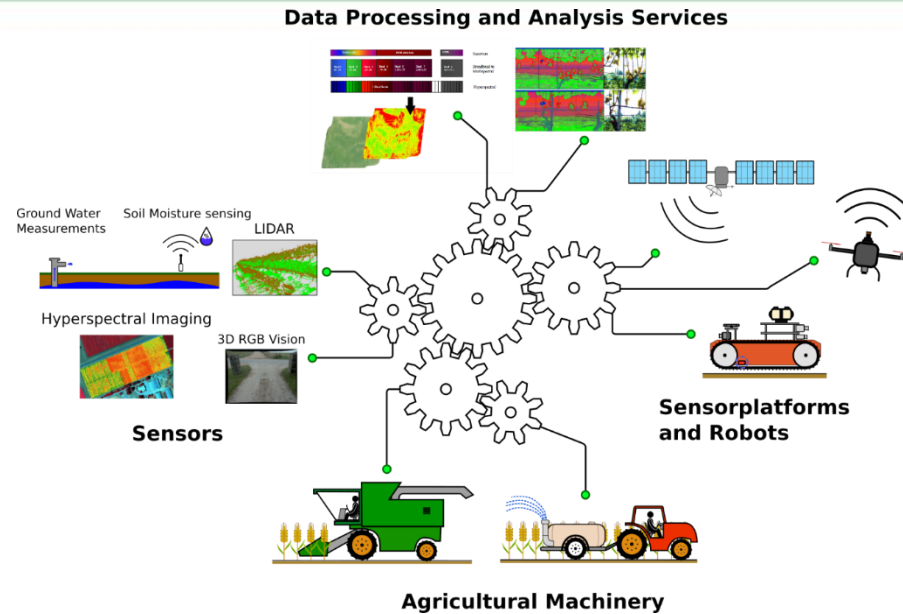 Data Processing and Analysis Services
Ground Water
Measurements
Soil Moisture sensing
LIDAR
Hyperspectral Imaging
3D RGB Vision
Sensors
Sensorplatforms
and Robots
Agricultural Machinery